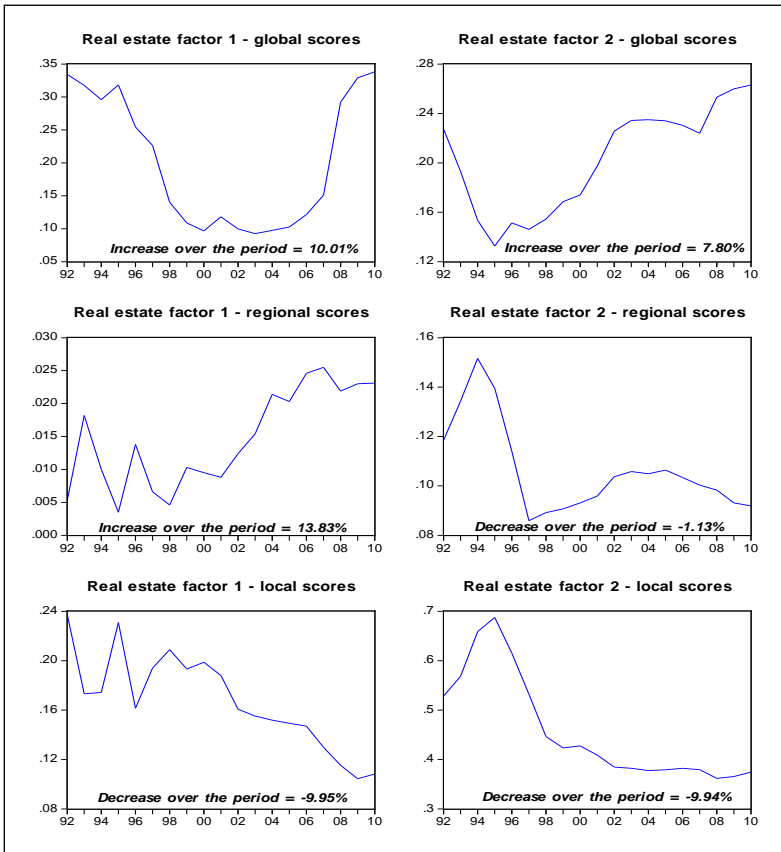 Real estate factor 1 - global scores
.35
.30
.25
.20
.15
.10
.05
Increase over the period = 10.01%
92 94 96 98 00 02 04 06 08 10
Real estate factor 2 - global scores
.28
.24
.20
.16
.12
Increase over the period = 7.80%
92 94 96 98 00 02 04 06 08 10
Real estate factor 1 - regional scores
.030
.025
.020
.015
.010
.005
.000
Increase over the period = 13.83%
92 94 96 98 00 02 04 06 08 10
Real estate factor 2 - regional scores
.16
.14
.12
.10
.08
Decrease over the period = -1.13%
92 94 96 98 00 02 04 06 08 10
Real estate factor 1 - local scores
.24
.20
.16
.12
.08
Decrease over the period = -9.95%
92 94 96 98 00 02 04 06 08 10
Real estate factor 2 - local scores
.7
.6
.5
.4
.3
Decrease over the period = -9.94%
92 94 96 98 00 02 04 06 08 10